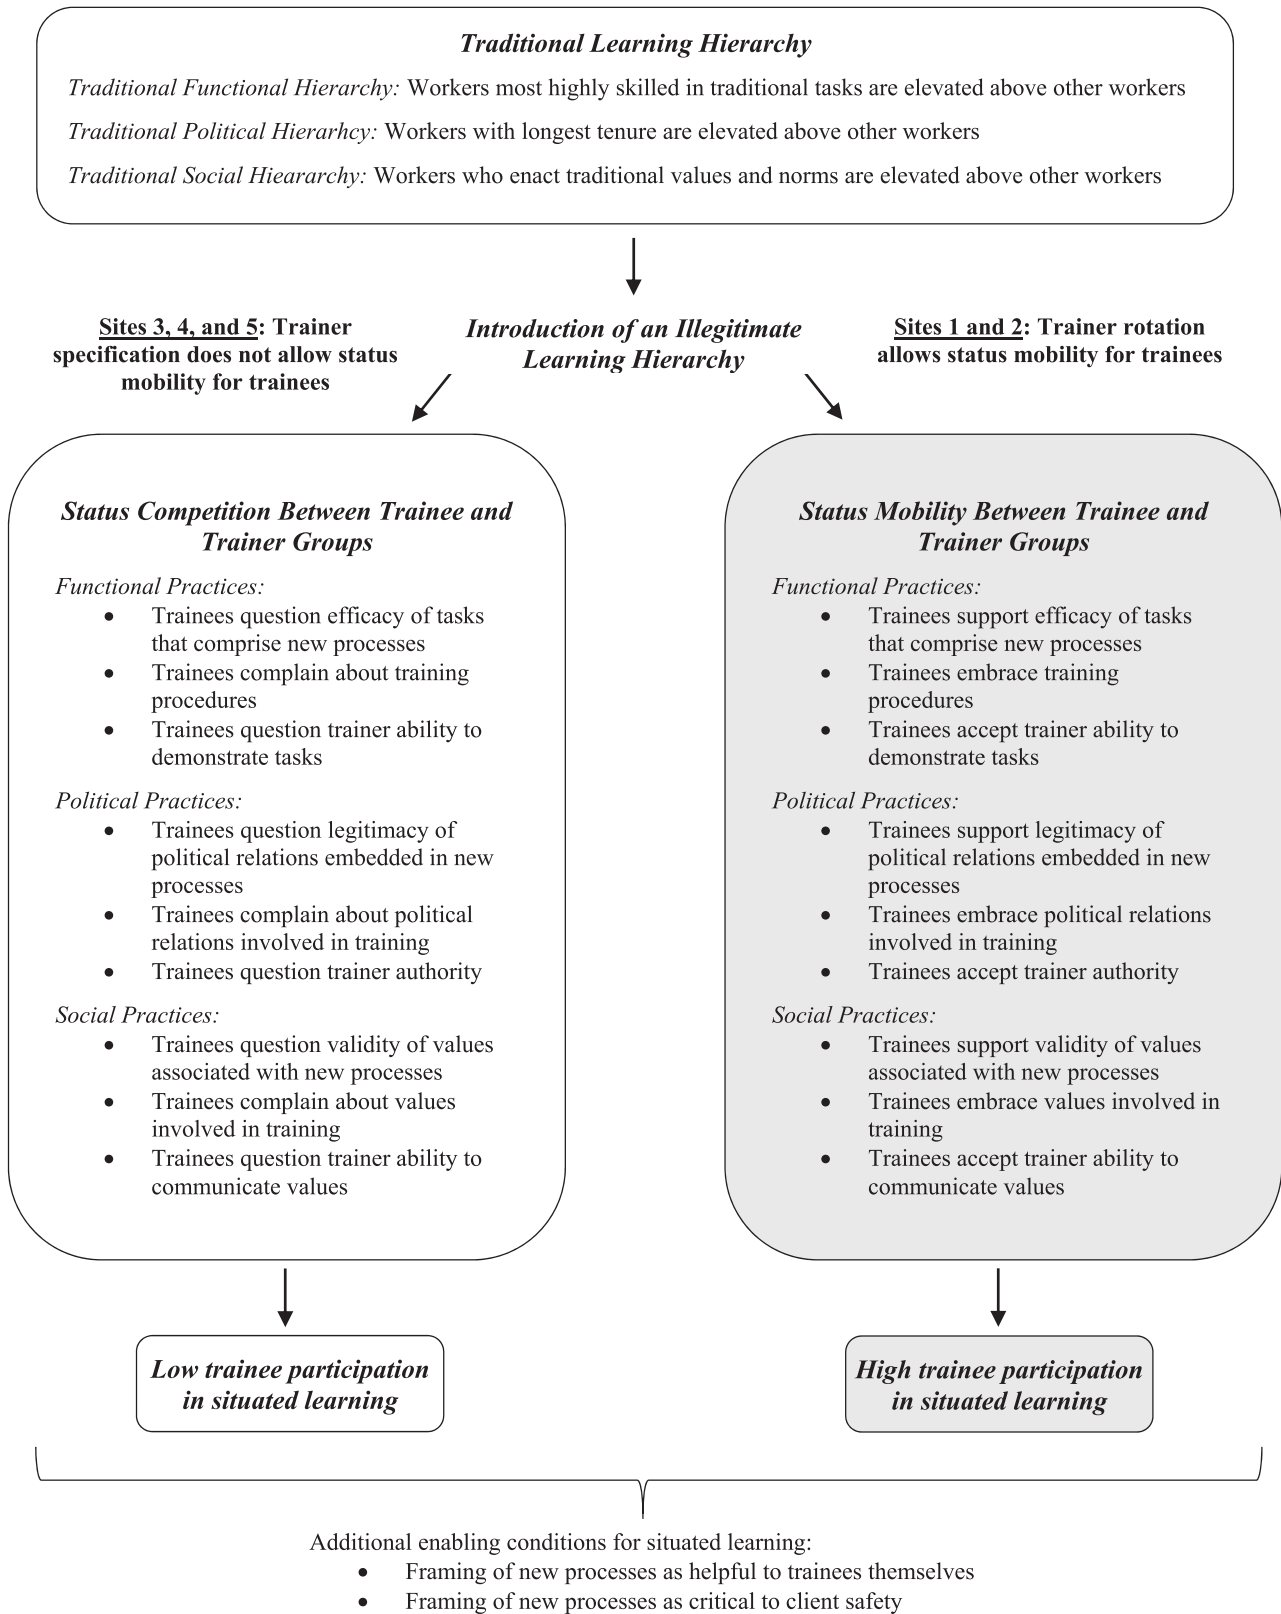 Traditional Learning Hierarchy
Traditional Functional Hierarchy: Workers most highly skilled in traditional tasks are elevated above other workers
Traditional Political Hierarhcy: Workers with longest tenure are elevated above other workers
Traditional Social Hieararchy: Workers who enact traditional values and norms are elevated above other workers
Sites 3, 4, and 5: Trainer
specification does not allow status
mobility for trainees
Introduction of an Illegitimate
Learning Hierarchy
Sites 1 and 2: Trainer rotation
allows status mobility for trainees
Status Competition Between Trainee and
Trainer Groups
Functional Practices:
• Trainees question efficacy of tasks
that comprise new processes
• Trainees complain about training
procedures
• Trainees question trainer ability to
demonstrate tasks
Political Practices:
• Trainees question legitimacy of
political relations embedded in new
processes
• Trainees complain about political
relations involved in training
• Trainees question trainer authority
Social Practices:
• Trainees question validity of values
associated with new processes
• Trainees complain about values
involved in training
• Trainees question trainer ability to
communicate values
Status Mobility Between Trainee and
Trainer Groups
Functional Practices:
• Trainees support efficacy of tasks
that comprise new processes
• Trainees embrace training
procedures
• Trainees accept trainer ability to
demonstrate tasks
Political Practices:
• Trainees support legitimacy of
political relations embedded in new
processes
• Trainees embrace political relations
involved in training
• Trainees accept trainer authority
Social Practices:
• Trainees support validity of values
associated with new processes
• Trainees embrace values involved in
training
• Trainees accept trainer ability to
communicate values
Low trainee participation
in situated learning
High trainee participation
in situated learning
Additional enabling conditions for situated learning:
• Framing of new processes as helpful to trainees themselves
• Framing of new processes as critical to client safety